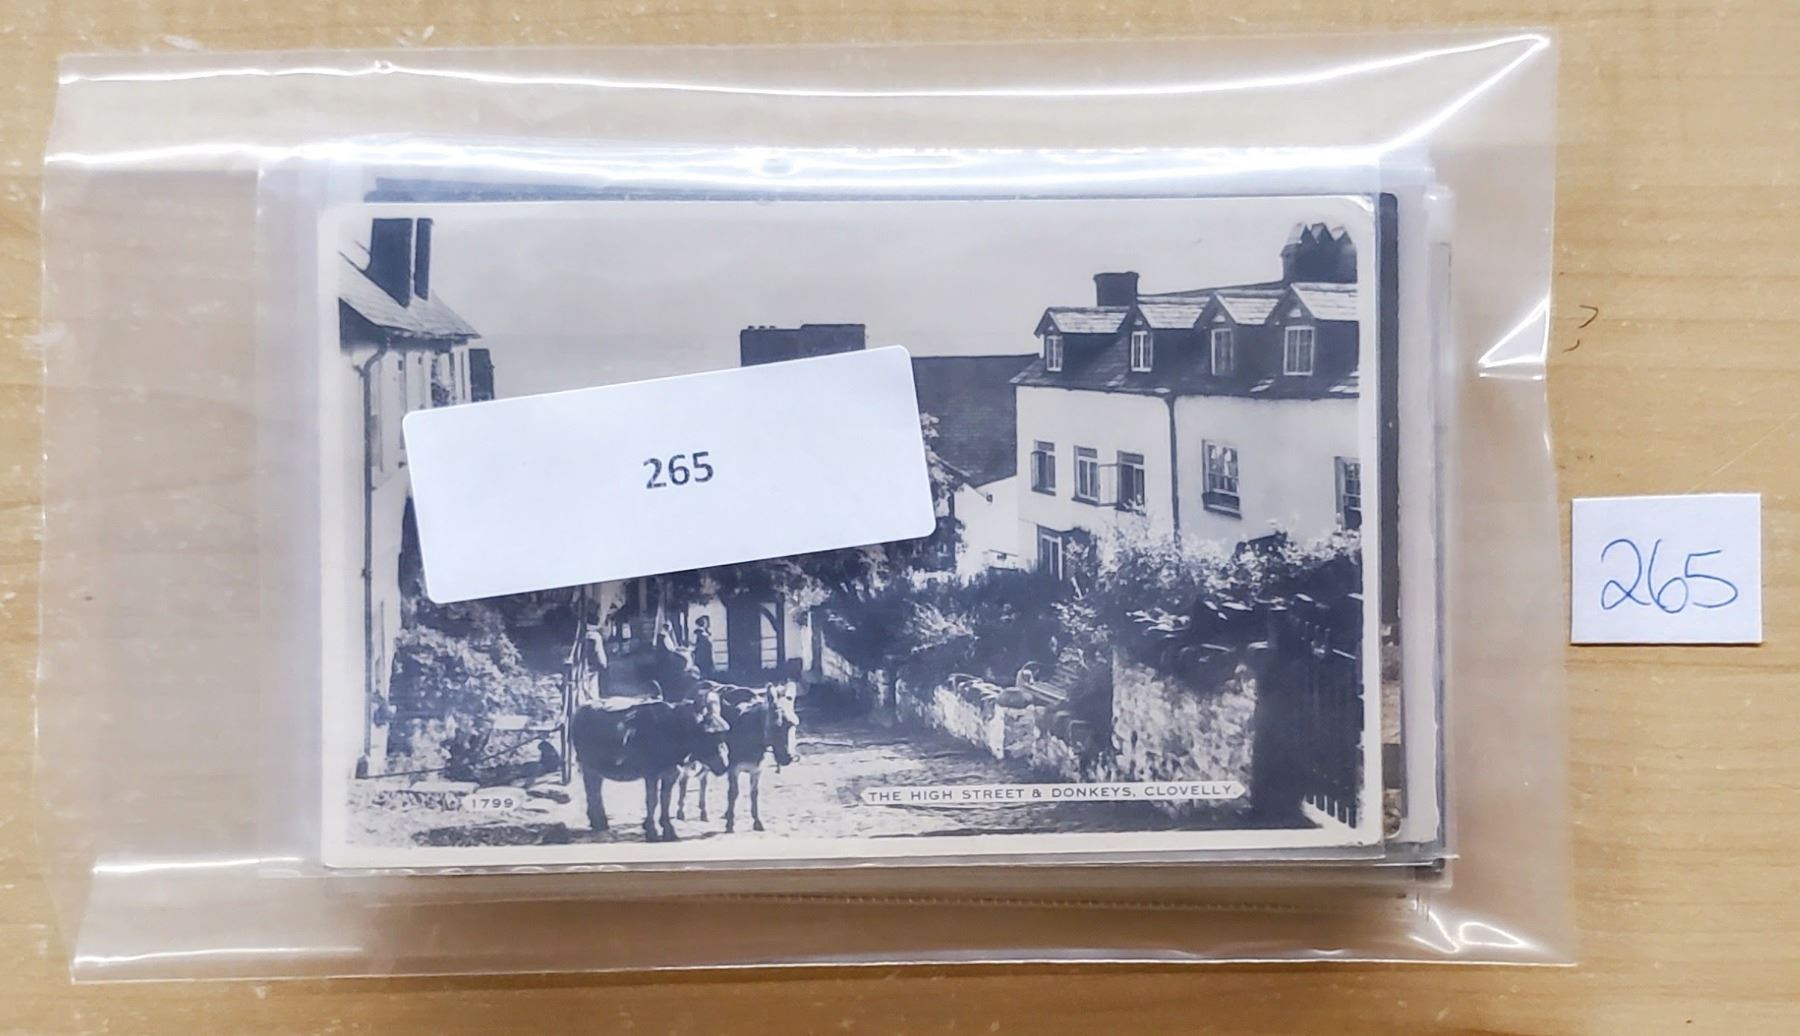 265
265
1799
THE HIGH STREET & DONKEYS, CLOVELLY.